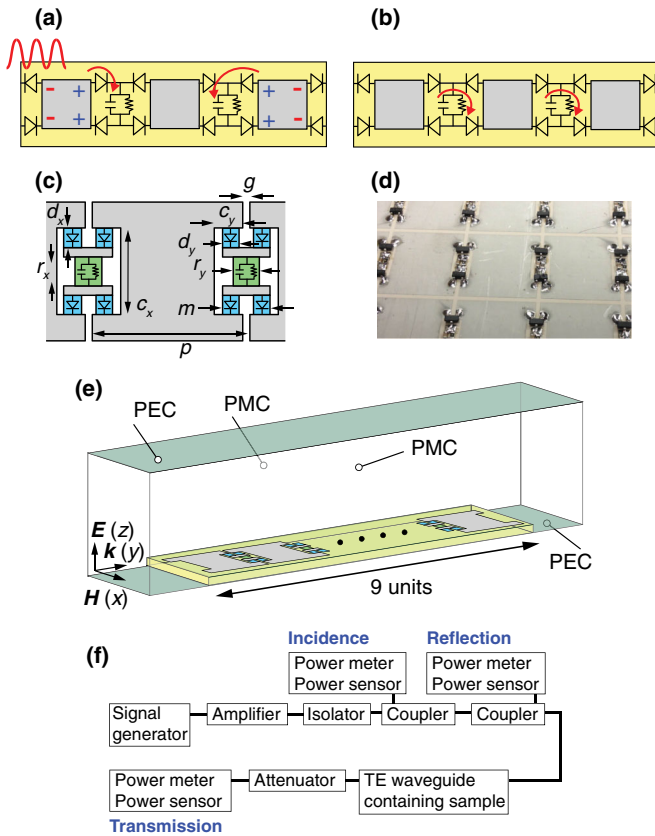 (a)
(b)
- + + -
- + + -
(c)
g
d_x
c_y
d_y
r_x
r_y
c_x
m
p
(d)
(e)
PEC
PMC
PMC
E (z)
k (y)
H (x)
9 units
PEC
(f)
Incidence
Reflection
Power meter
Power sensor
Power meter
Power sensor
Signal
generator
Amplifier
Isolator
Coupler
Coupler
Power meter
Power sensor
Attenuator
TE waveguide
containing sample
Transmission